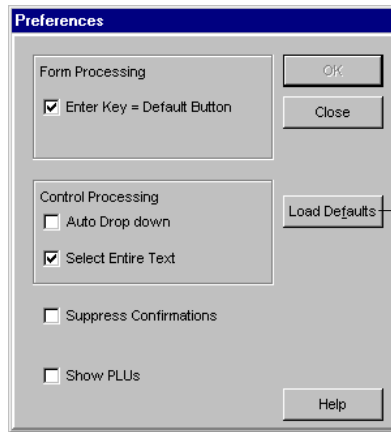 Preferences
Form Processing
OK
Enter Key = Default Button
Close
Control Processing
Load Defaults
Auto Drop down
Select Entire Text
Suppress Confirmations
Show PLUs
Help